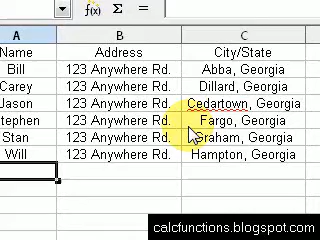 A B C
Name Address City/State
Bill 123 Anywhere Rd. Abba, Georgia
Carey 123 Anywhere Rd. Dillard, Georgia
Jason 123 Anywhere Rd. Cedartown, Georgia
tephen 123 Anywhere Rd. Fargo, Georgia
Stan 123 Anywhere Rd. Graham, Georgia
Will 123 Anywhere Rd. Hampton, Georgia
calcfunctions.blogspot.com